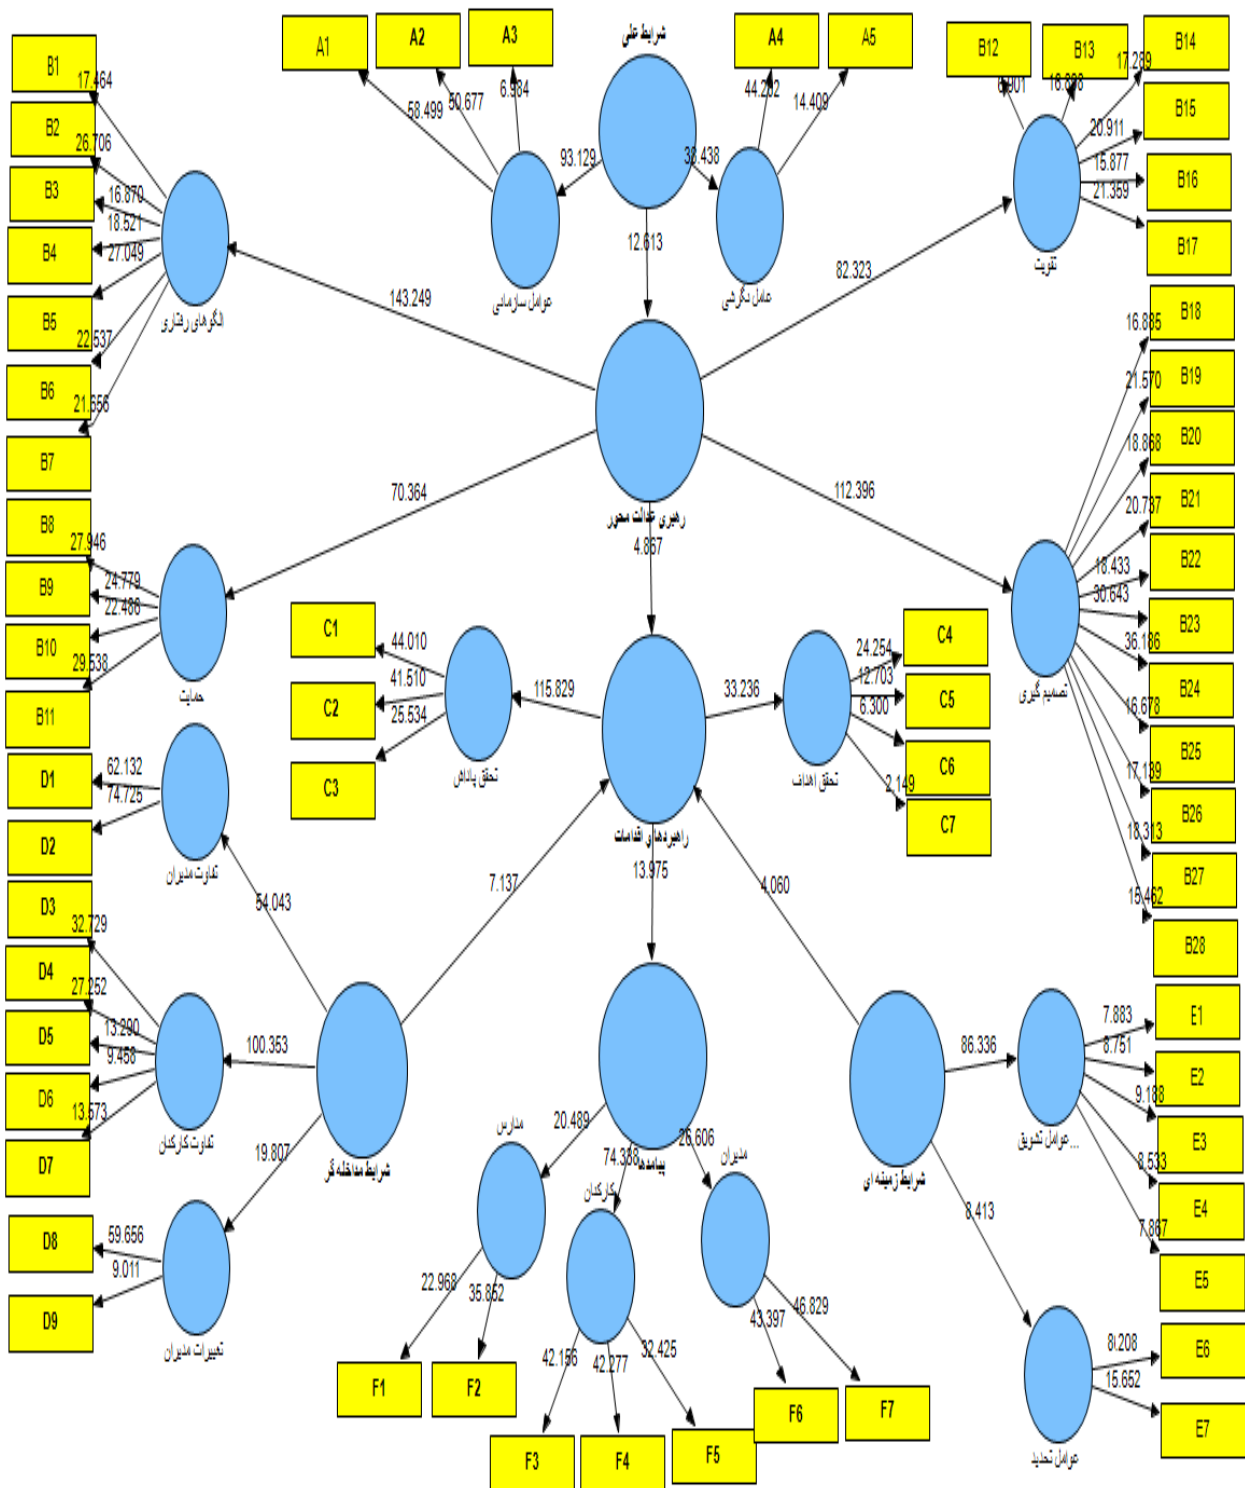 شرایط علی
A1
A2
A3
A4
A5
58.499
50.677
6.984
44.202
14.409
93.129
38.438
12.613
عوامل سازمانی
عامل نگرشی
B1
B2
B3
B4
B5
B6
B7
17.464
26.706
16.870
18.521
27.049
22.537
21.656
الگوهای رفتاری
143.249
B12
B13
B14
B15
B16
B17
17.289
20.911
15.877
21.359
تقویت
82.323
رهبری عدالت محور
70.364
112.396
4.867
B8
B9
B10
B11
27.946
24.779
22.486
29.538
حمایت
B18
B19
B20
B21
B22
B23
B24
B25
B26
B27
B28
16.885
21.570
18.868
20.737
18.433
30.643
36.186
16.678
17.139
18.313
15.462
تصمیم گیری
C1
C2
C3
44.010
41.510
25.534
تحقق پاداش
115.829
33.236
C4
C5
C6
C7
24.254
12.703
6.300
2.149
تحقق اهداف
راهبردها و اقدامات
13.975
7.137
4.060
D1
D2
62.132
74.725
تفاوت مدیران
54.043
D3
D4
D5
D6
D7
32.729
27.252
13.290
9.458
13.573
تفاوت کارکنان
100.353
19.807
شرایط مداخله گر
D8
D9
59.656
9.011
تغییرات مدیران
پیامدها
20.489
74.388
26.606
مدارس
کارکنان
مدیران
22.968
35.852
42.156
42.277
32.425
43.397
46.829
F1
F2
F3
F4
F5
F6
F7
شرایط زمینه ای
86.336
8.413
E1
E2
E3
E4
E5
7.883
8.751
9.188
8.533
7.867
عوامل تشویق...
E6
E7
8.208
15.652
عوامل تحدید